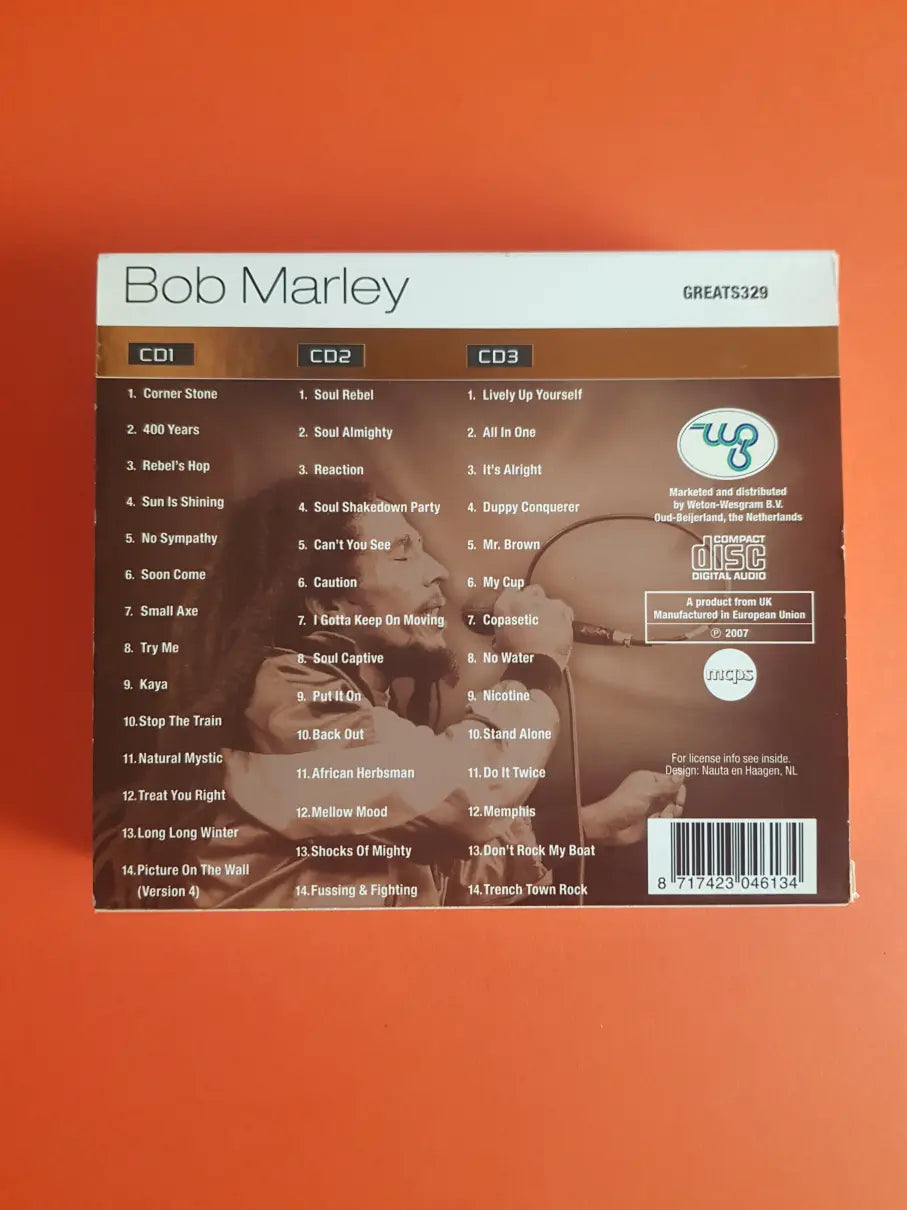 Bob Marley
GREATS329
CD1
1. Corner Stone
2. 400 Years
3. Rebel's Hop
4. Sun Is Shining
5. No Sympathy
6. Soon Come
7. Small Axe
8. Try Me
9. Kaya
10.Stop The Train
11.Natural Mystic
12.Treat You Right
13.Long Long Winter
14.Picture On The Wall
(Version 4)
CD2
1. Soul Rebel
2. Soul Almighty
3. Reaction
4. Soul Shakedown Party
5. Can't You See
6. Caution
7. I Gotta Keep On Moving
8. Soul Captive
9. Put It On
10.Back Out
11.African Herbsman
12.Mellow Mood
13.Shocks Of Mighty
14.Fussing & Fighting
CD3
1. Lively Up Yourself
2. All In One
3. It's Alright
4. Duppy Conquerer
5. Mr. Brown
6. My Cup
7. Copasetic
8. No Water
9. Nicotine
10.Stand Alone
11.Do It Twice
12.Memphis
13.Don't Rock My Boat
14.Trench Town Rock
Marketed and distributed
by Weton-Wesgram B.V.
Oud-Beijerland, the Netherlands
COMPACT
disc
DIGITAL AUDIO
A product from UK
Manufactured in European Union
℗ 2007
mcps
For license info see inside.
Design: Nauta en Haagen, NL
8 717423 046134